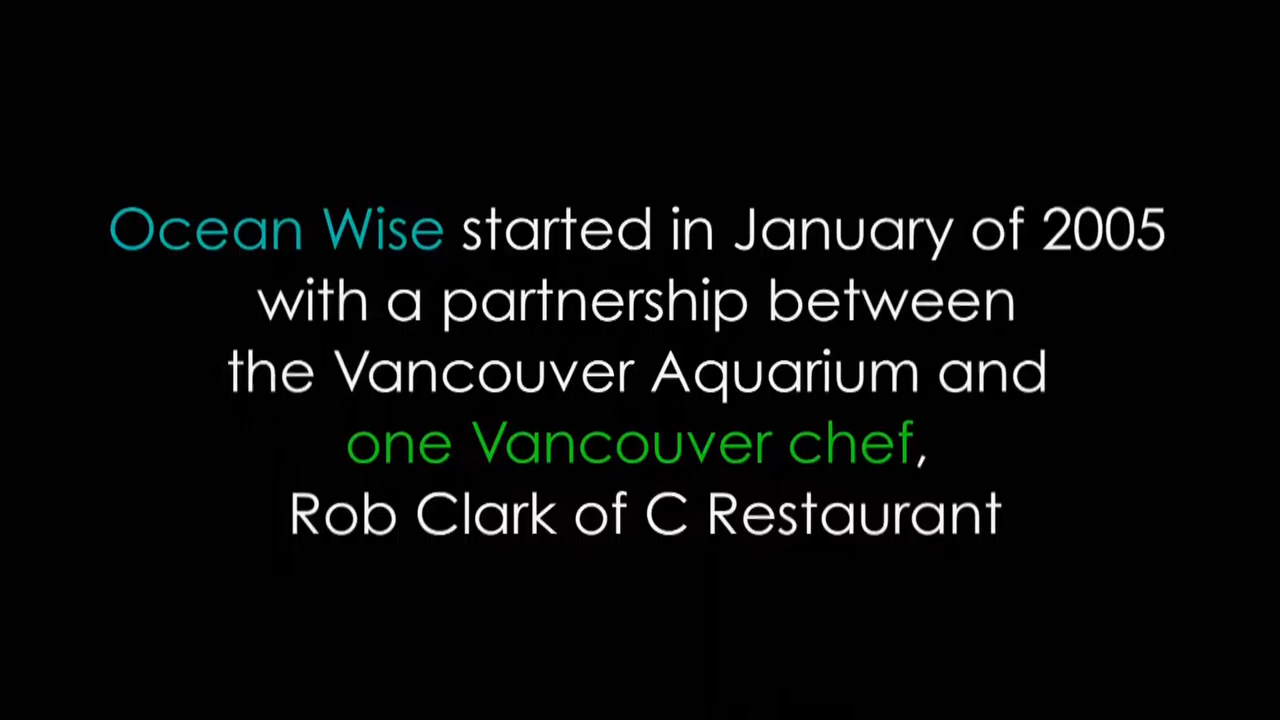 Ocean Wise started in January of 2005
with a partnership between
the Vancouver Aquarium and
one Vancouver chef,
Rob Clark of C Restaurant